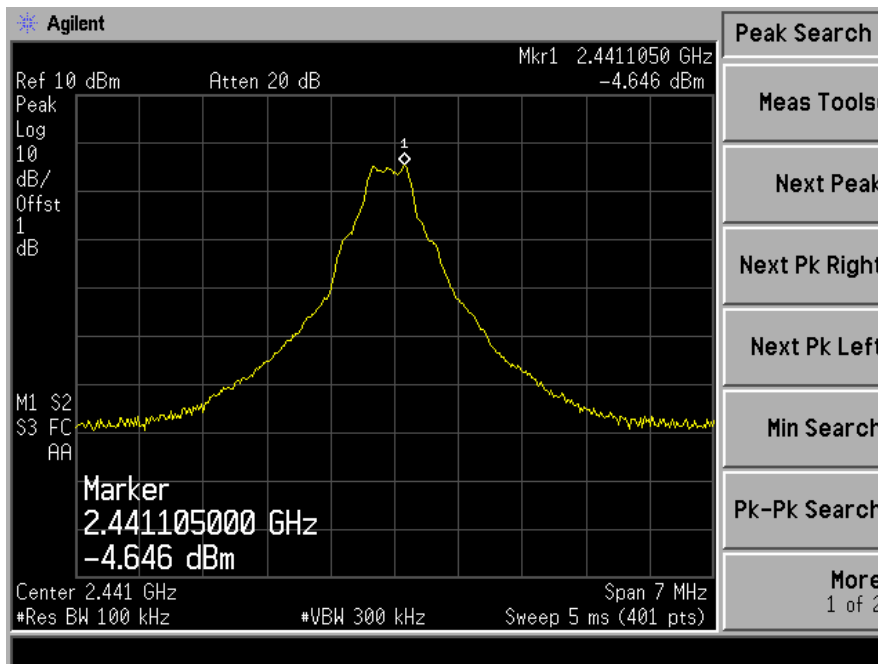 Agilent
Peak Search
Mkr1 2.4411050 GHz
Ref 10 dBm Atten 20 dB -4.646 dBm
Peak
Log
10
dB/
Offst
1
dB
1
Meas Tools
Next Peak
Next Pk Right
Next Pk Left
M1 S2
S3 FC
AA
Min Search
Marker
2.441105000 GHz
-4.646 dBm
Pk-Pk Search
Center 2.441 GHz Span 7 MHz
#Res BW 100 kHz #VBW 300 kHz Sweep 5 ms (401 pts)
More
1 of 2